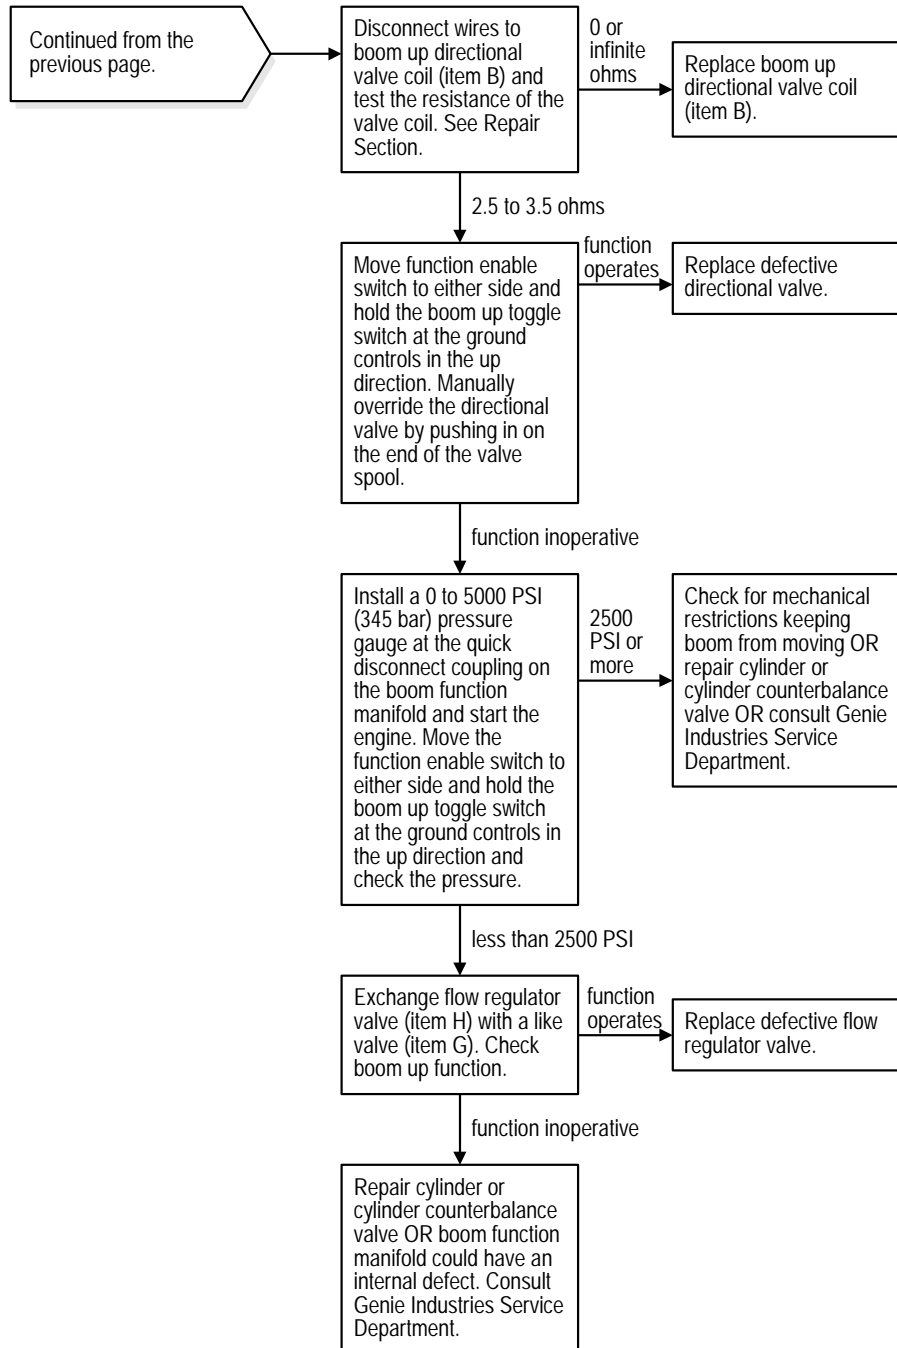 Continued from the
previous page.
Disconnect wires to
boom up directional
valve coil (item B) and
test the resistance of the
valve coil. See Repair
Section.
0 or
infinite
ohms
Replace boom up
directional valve coil
(item B).
2.5 to 3.5 ohms
Move function enable
switch to either side and
hold the boom up toggle
switch at the ground
controls in the up
direction. Manually
override the directional
valve by pushing in on
the end of the valve
spool.
function
operates
Replace defective
directional valve.
function inoperative
Install a 0 to 5000 PSI
(345 bar) pressure
gauge at the quick
disconnect coupling on
the boom function
manifold and start the
engine. Move the
function enable switch to
either side and hold the
boom up toggle switch
at the ground controls in
the up direction and
check the pressure.
2500
PSI or
more
Check for mechanical
restrictions keeping
boom from moving OR
repair cylinder or
cylinder counterbalance
valve OR consult Genie
Industries Service
Department.
less than 2500 PSI
Exchange flow regulator
valve (item H) with a like
valve (item G). Check
boom up function.
function
operates
Replace defective flow
regulator valve.
function inoperative
Repair cylinder or
cylinder counterbalance
valve OR boom function
manifold could have an
internal defect. Consult
Genie Industries Service
Department.